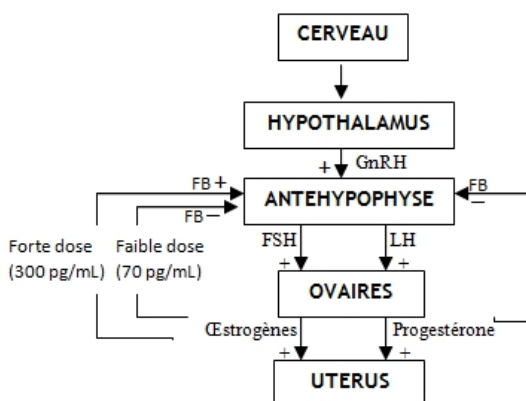 CERVEAU
HYPOTHALAMUS
+ GnRH
FB+
ANTEHYPOPHYSE
FB
−
FB−
Forte dose
(300 pg/mL)
Faible dose
(70 pg/mL)
FSH
LH
+
+
OVAIRES
Œstrogènes
Progestérone
+
+
UTERUS